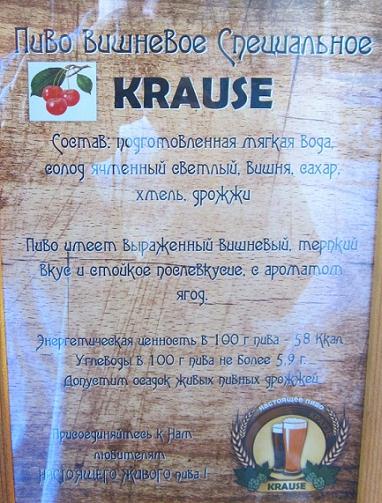 Пиво Вишневое Специальное
KRAUSE
Состав: подготовленная мягкая вода,
солод ячменный светлый, вишня, сахар,
хмель, дрожжи
Пиво имеет выраженный вишневый, терпкий
вкус и стойкое послевкусие, с ароматом
ягод.
Энергетическая ценность в 100 г пива - 58 Ккал
Углеводы в 100 г пива не более 5,9 г.
Допустим осадок живых пивных дрожжей
Присоединяйтесь к Нам
любителям
настоящего живого пива !
настоящее пиво
KRAUSE